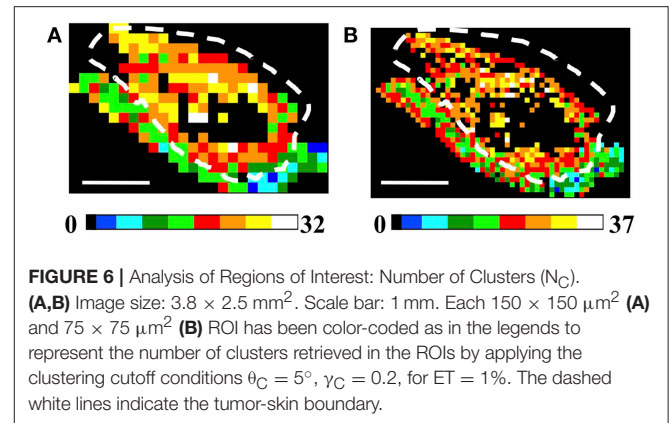 A
B
0 32
0 37
FIGURE 6 | Analysis of Regions of Interest: Number of Clusters (N_C).
(A,B) Image size: 3.8 × 2.5 mm². Scale bar: 1 mm. Each 150 × 150 μm² (A)
and 75 × 75 μm² (B) ROI has been color-coded as in the legends to
represent the number of clusters retrieved in the ROIs by applying the
clustering cutoff conditions θ_C = 5°, γ_C = 0.2, for ET = 1%. The dashed
white lines indicate the tumor-skin boundary.